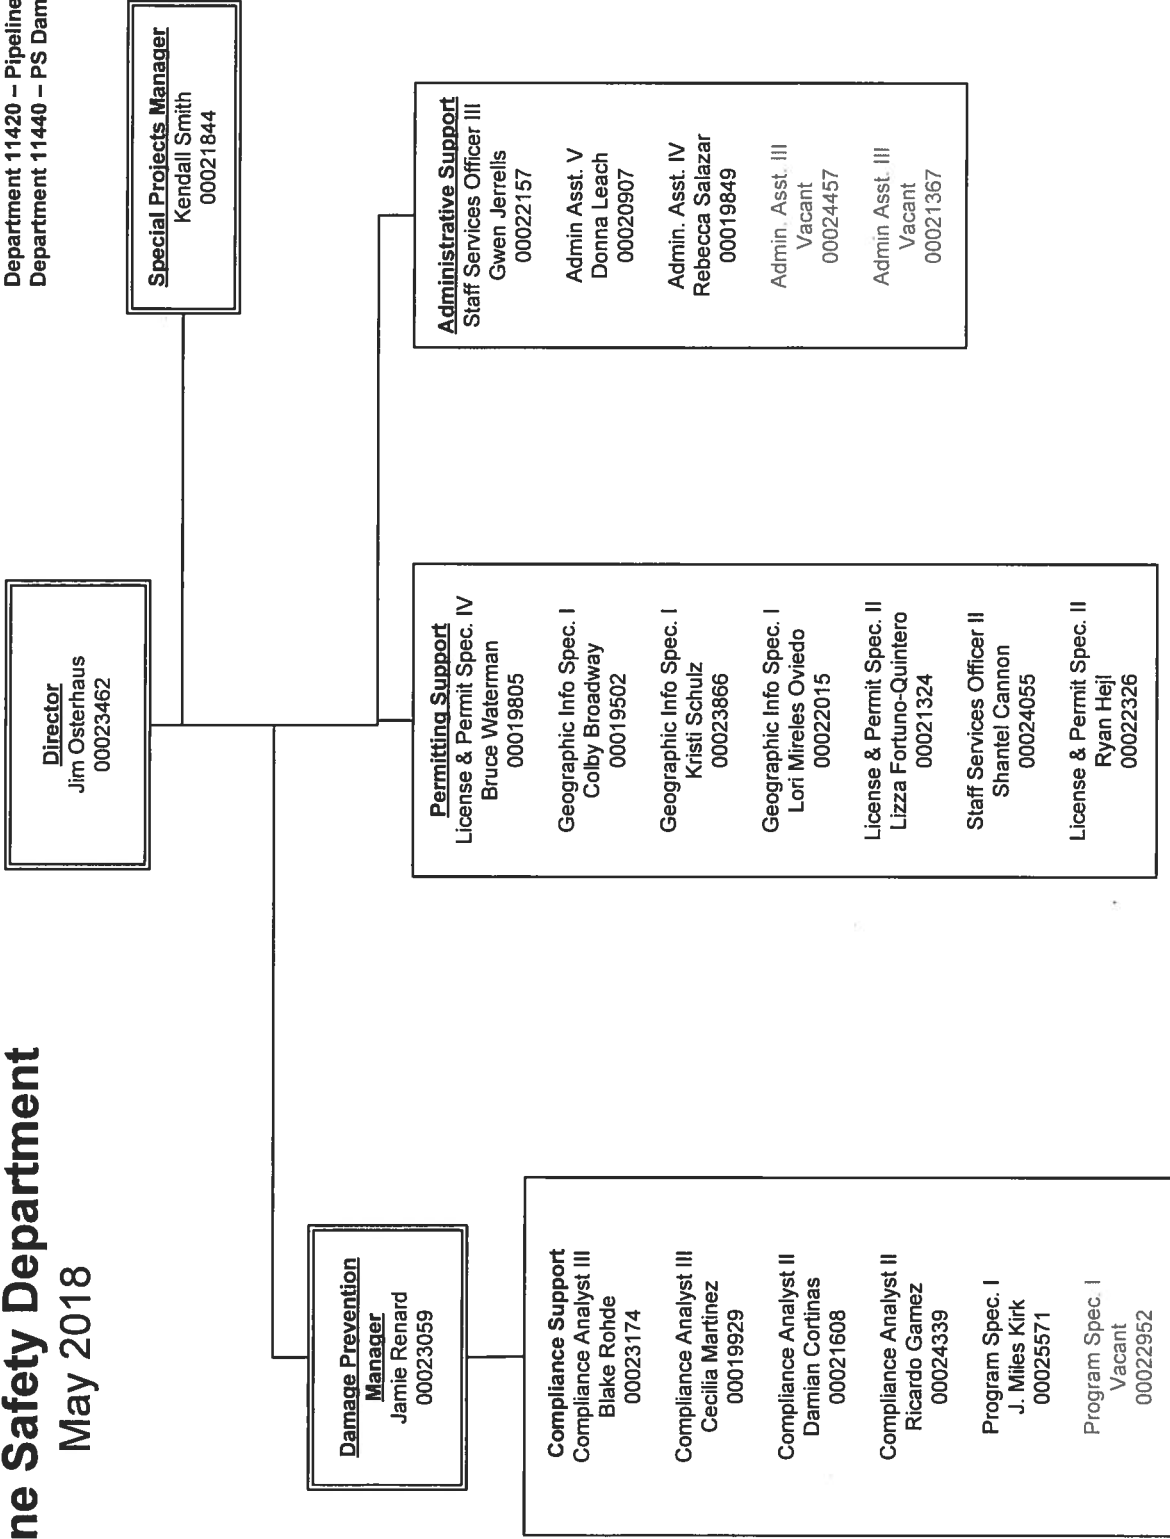 ne Safety Department
May 2018
Department 11420 – Pipeline
Department 11440 – PS Dam
Director
Jim Osterhaus
00023462
Special Projects Manager
Kendall Smith
00021844
Damage Prevention
Manager
Jamie Renard
00023059
Compliance Support
Compliance Analyst III
Blake Rohde
00023174
Compliance Analyst III
Cecilia Martinez
00019929
Compliance Analyst II
Damian Cortinas
00021608
Compliance Analyst II
Ricardo Gamez
00024339
Program Spec. I
J. Miles Kirk
00025571
Program Spec. I
Vacant
00022952
Permitting Support
License & Permit Spec. IV
Bruce Waterman
00019805
Geographic Info Spec. I
Colby Broadway
00019502
Geographic Info Spec. I
Kristi Schulz
00023866
Geographic Info Spec. I
Lori Mireles Oviedo
00022015
License & Permit Spec. II
Lizza Fortuno-Quintero
00021324
Staff Services Officer II
Shantel Cannon
00024055
License & Permit Spec. II
Ryan Hejl
00022326
Administrative Support
Staff Services Officer III
Gwen Jerrells
00022157
Admin Asst. V
Donna Leach
00020907
Admin. Asst. IV
Rebecca Salazar
00019849
Admin. Asst. III
Vacant
00024457
Admin Asst. III
Vacant
00021367